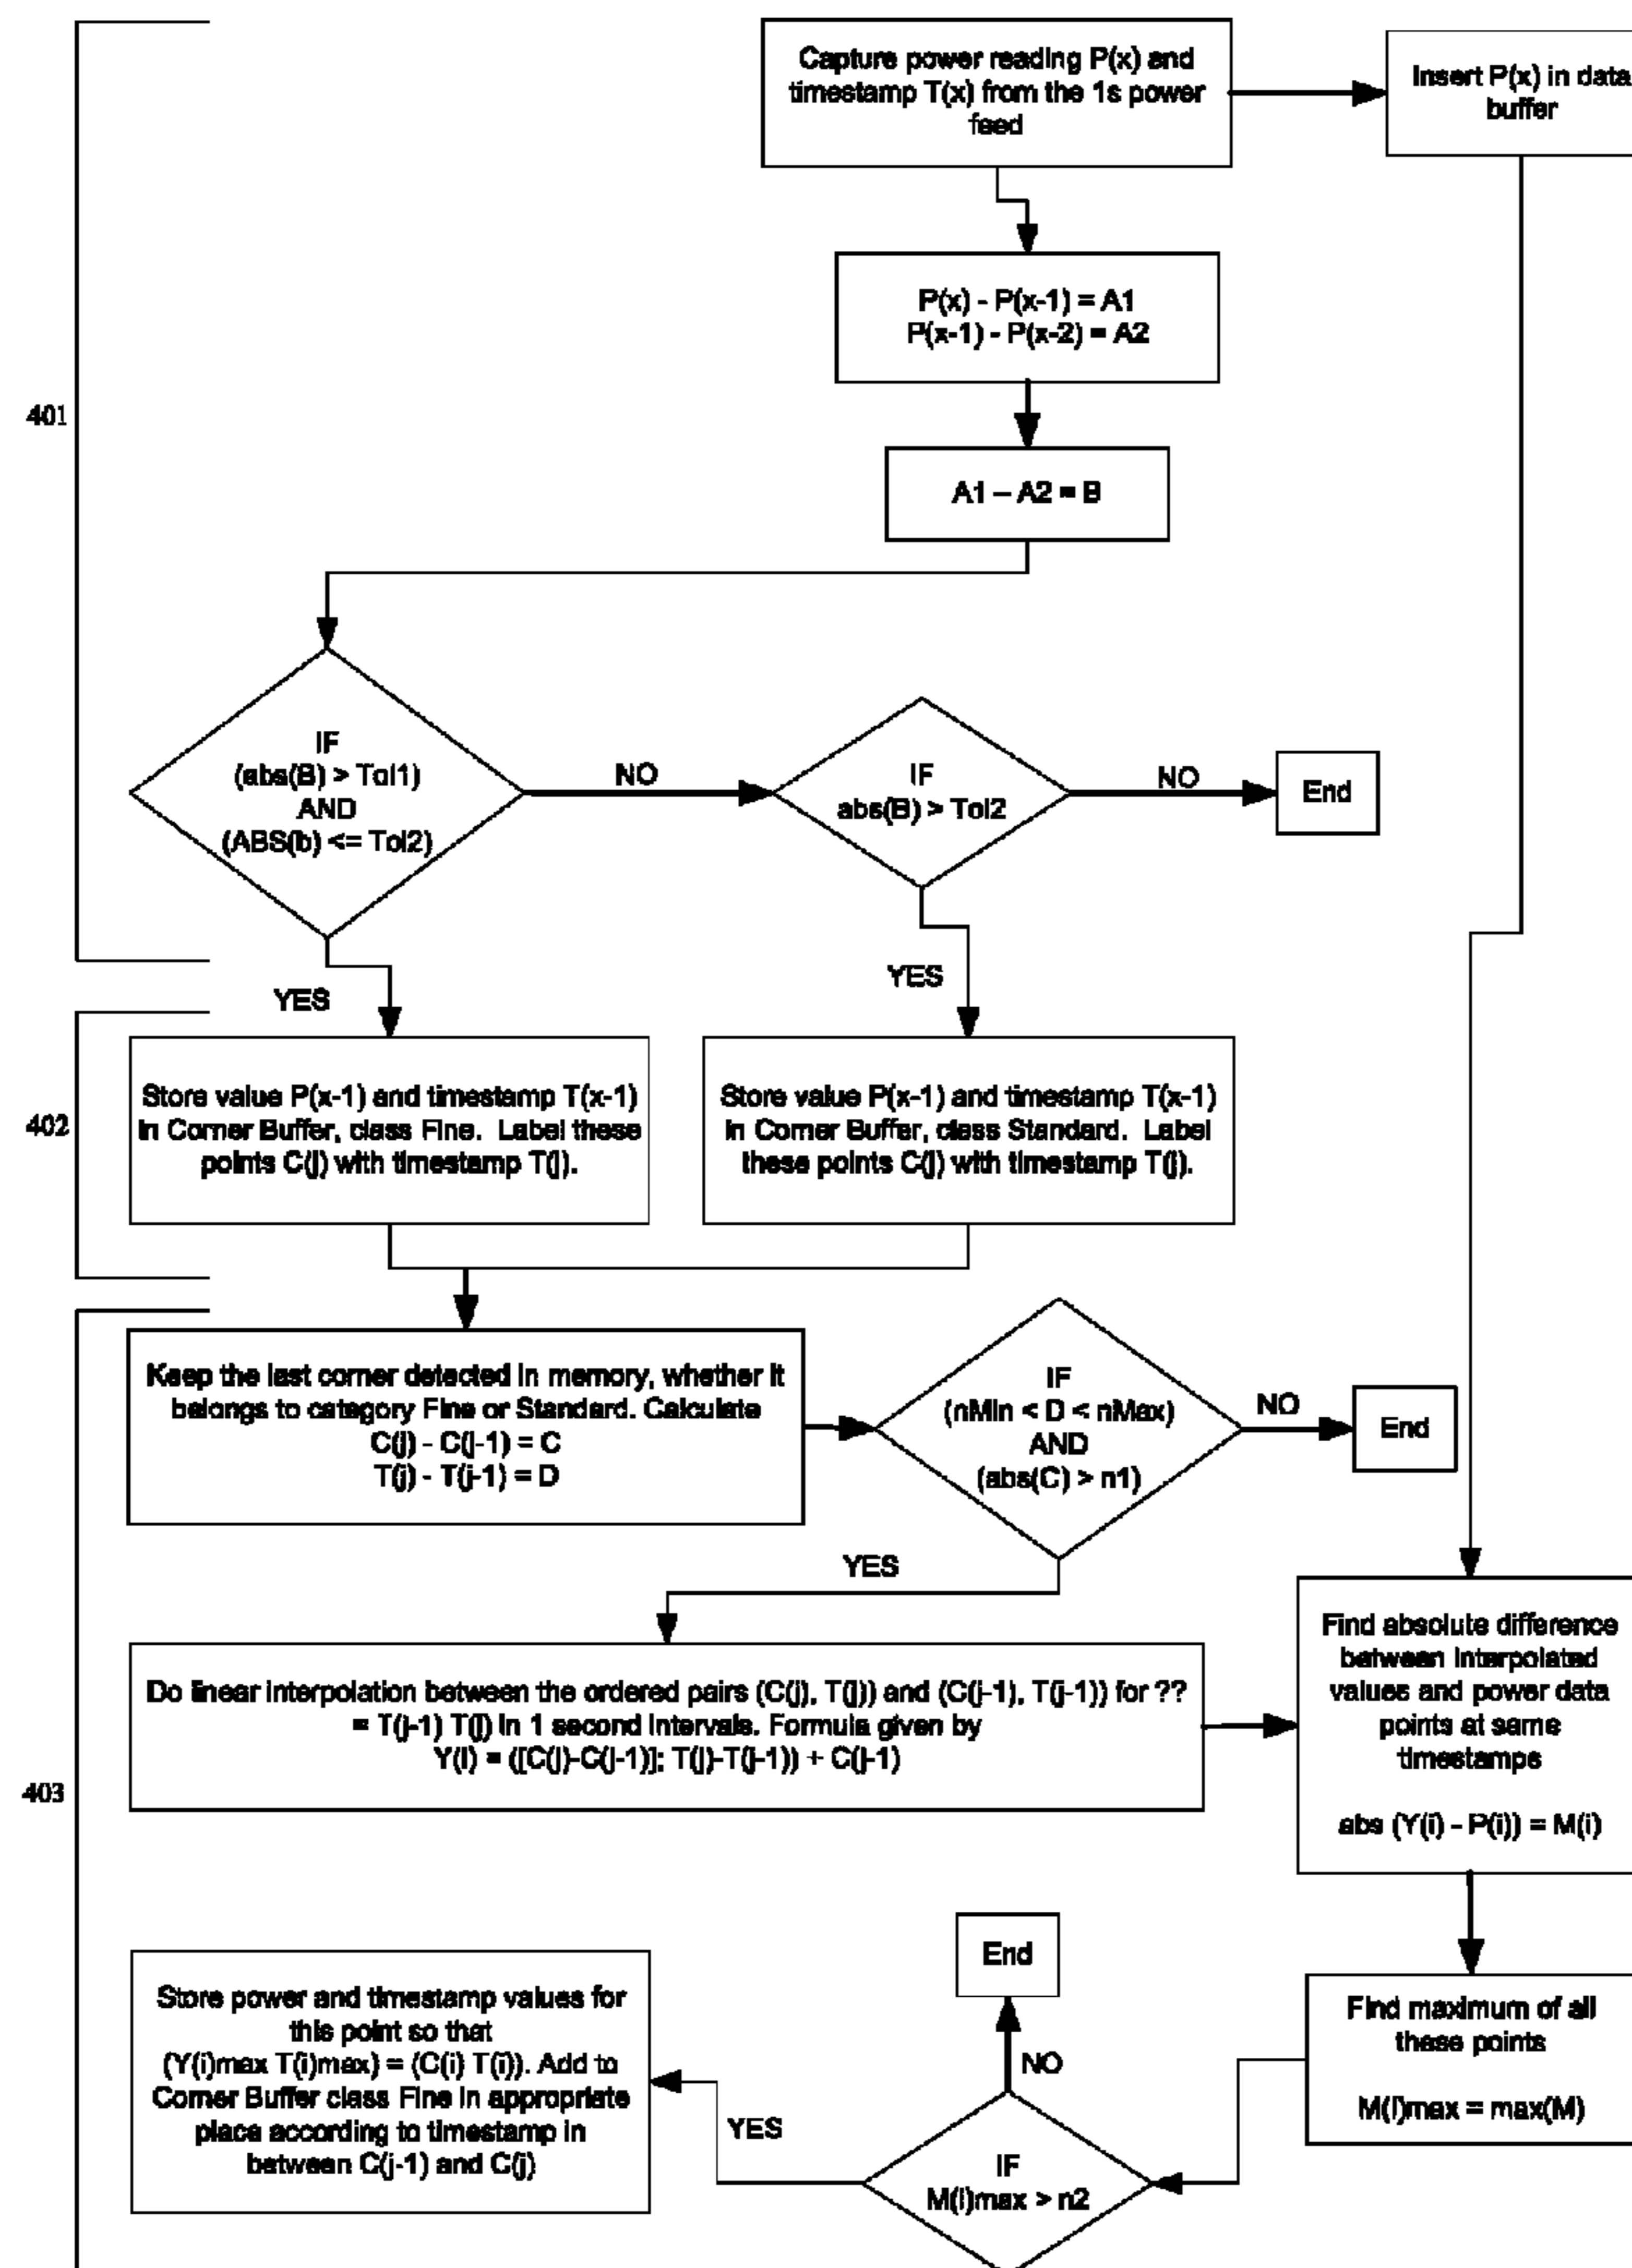 Capture power reading P(x) and
timestamp T(x) from the 1s power
feed
Insert P(x) in data
buffer
P(x) - P(x-1) = A1
P(x-1) - P(x-2) = A2
401
A1 – A2 = B
IF
(abs(B) > Tol1)
AND
(ABS(b) <= Tol2)
NO
IF
abs(B) > Tol2
NO
End
YES
YES
402
Store value P(x-1) and timestamp T(x-1)
in Corner Buffer, class Fine. Label these
points C(j) with timestamp T(j).
Store value P(x-1) and timestamp T(x-1)
in Corner Buffer, class Standard. Label
these points C(j) with timestamp T(j).
Keep the last corner detected in memory, whether it
belongs to category Fine or Standard. Calculate
C(j) - C(j-1) = C
T(j) - T(j-1) = D
IF
(nMin < D < nMax)
AND
(abs(C) > n1)
NO
End
YES
403
Do linear interpolation between the ordered pairs (C(j), T(j)) and (C(j-1), T(j-1)) for ??
= T(j-1) T(j) in 1 second intervals. Formula given by
Y(i) = ([C(j)-C(j-1)]; T(j)-T(j-1)) + C(j-1)
Find absolute difference
between interpolated
values and power data
points at same
timestamps
abs (Y(i) - P(i)) = M(i)
Find maximum of all
these points
M(i)max = max(M)
IF
M(i)max > n2
NO
End
YES
Store power and timestamp values for
this point so that
(Y(i)max T(i)max) = (C(i) T(i)). Add to
Corner Buffer class Fine in appropriate
place according to timestamp in
between C(j-1) and C(j)